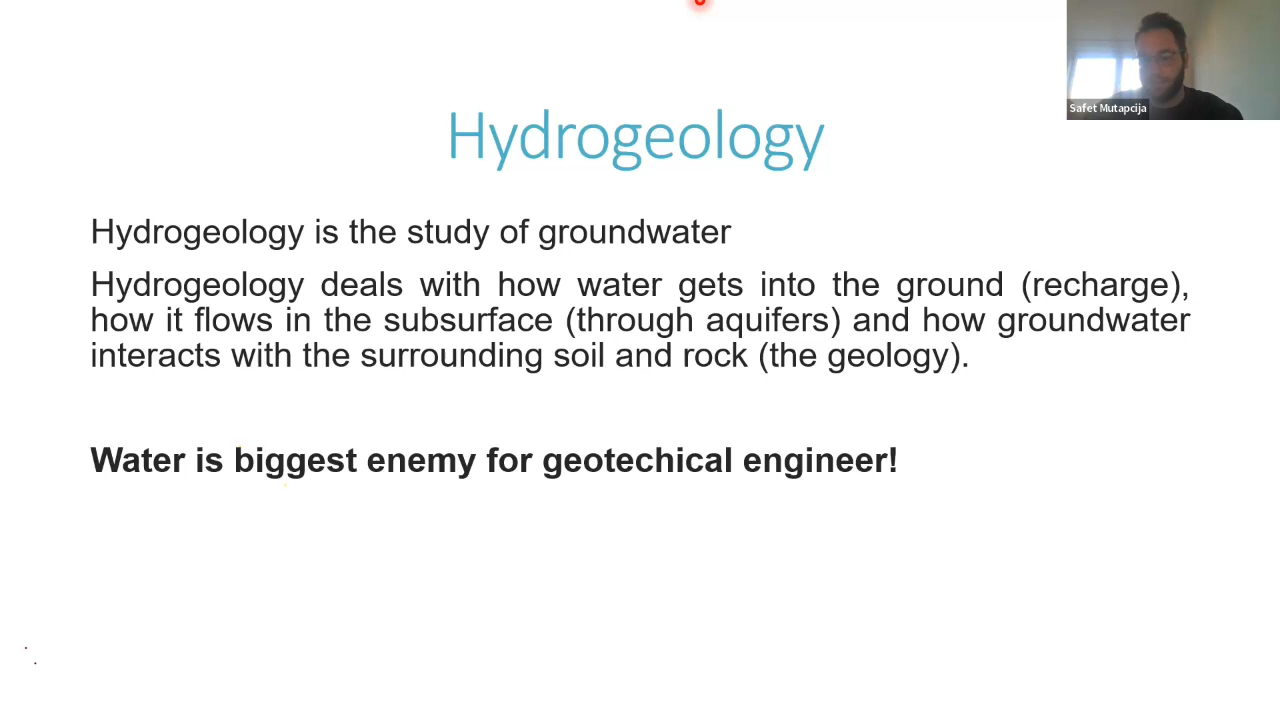 Safet Mutapcija
Hydrogeology
Hydrogeology is the study of groundwater
Hydrogeology deals with how water gets into the ground (recharge),
how it flows in the subsurface (through aquifers) and how groundwater
interacts with the surrounding soil and rock (the geology).
Water is biggest enemy for geotechical engineer!